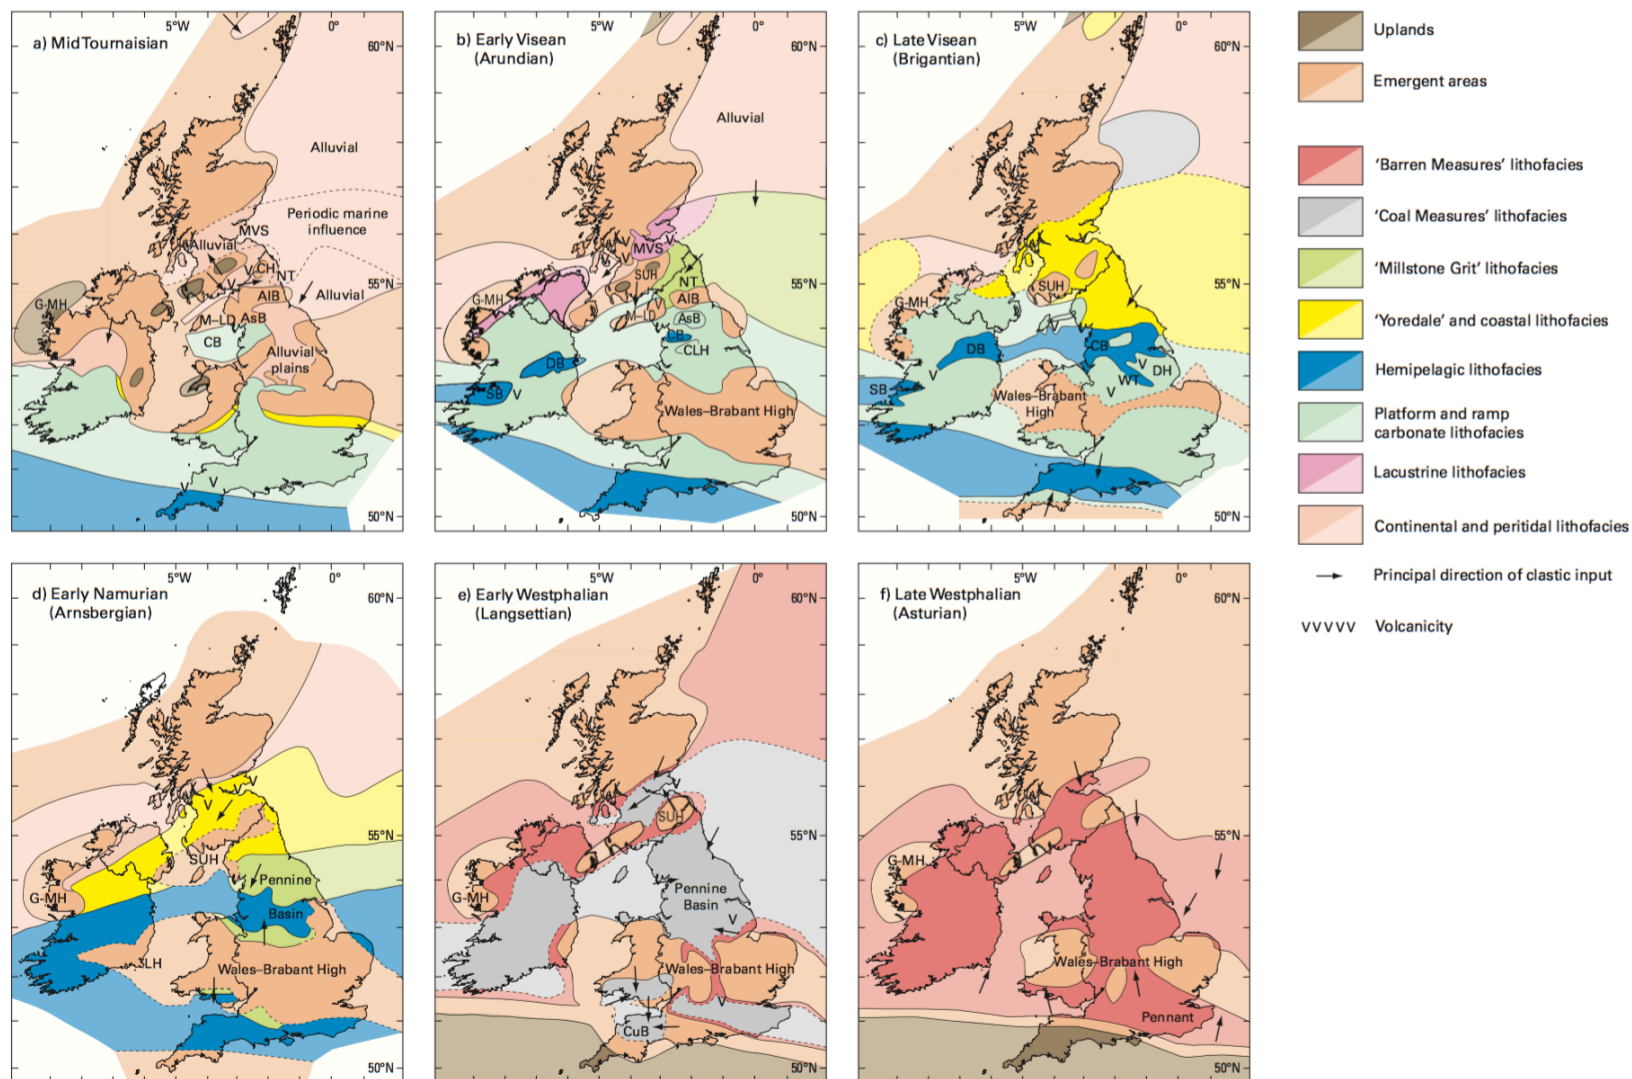 a) Mid Tournaisian
5°W
0°
60°N
Alluvial
Periodic marine
influence
MVS
Alluvial
V
CH
NT
55°N
G-MH
AlB
Alluvial
V
?
M–LD
AsB
CB
?
Alluvial
plains
V
V
50°N
b) Early Visean
(Arundian)
5°W
0°
60°N
Alluvial
V
V
MVS
V
V
SUH
NT
55°N
G-MH
AlB
V
M–LD
AsB
CB
CLH
DB
SB
V
Wales–Brabant High
V
50°N
c) Late Visean
(Brigantian)
5°W
0°
60°N
SUH
55°N
G-MH
V
DB
CB
V
V
DH
WT
V
SB
Wales–Brabant
High
50°N
Uplands
Emergent areas
‘Barren Measures’ lithofacies
‘Coal Measures’ lithofacies
‘Millstone Grit’ lithofacies
‘Yoredale’ and coastal lithofacies
Hemipelagic lithofacies
Platform and ramp
carbonate lithofacies
Lacustrine lithofacies
Continental and peritidal lithofacies
Principal direction of clastic input
VVVVV Volcanicity
d) Early Namurian
(Arnsbergian)
5°W
0°
60°N
V
V
V
55°N
SUH
Pennine
G-MH
Basin
LH
Wales–Brabant High
50°N
e) Early Westphalian
(Langsettian)
5°W
0°
60°N
V
SUH
55°N
G-MH
Pennine
Basin
V
Wales–Brabant High
V
CuB
50°N
f) Late Westphalian
(Asturian)
5°W
0°
60°N
55°N
G-MH
Wales–Brabant High
Pennant
50°N